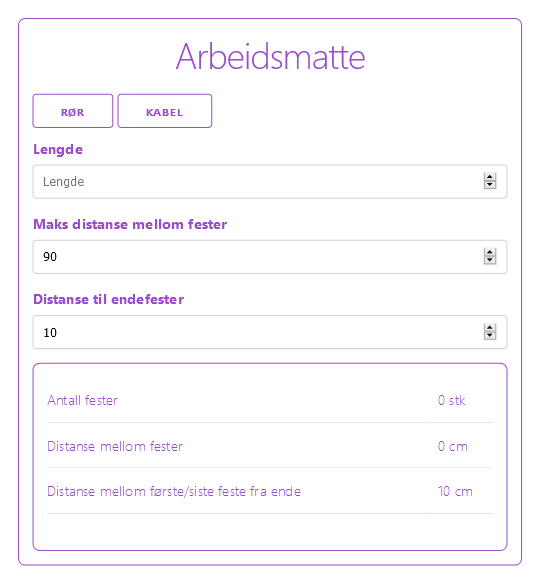 Arbeidsmatte
RØR KABEL
Lengde
Lengde
Maks distanse mellom fester
90
Distanse til endefester
10
Antall fester 0 stk
Distanse mellom fester 0 cm
Distanse mellom første/siste feste fra ende 10 cm